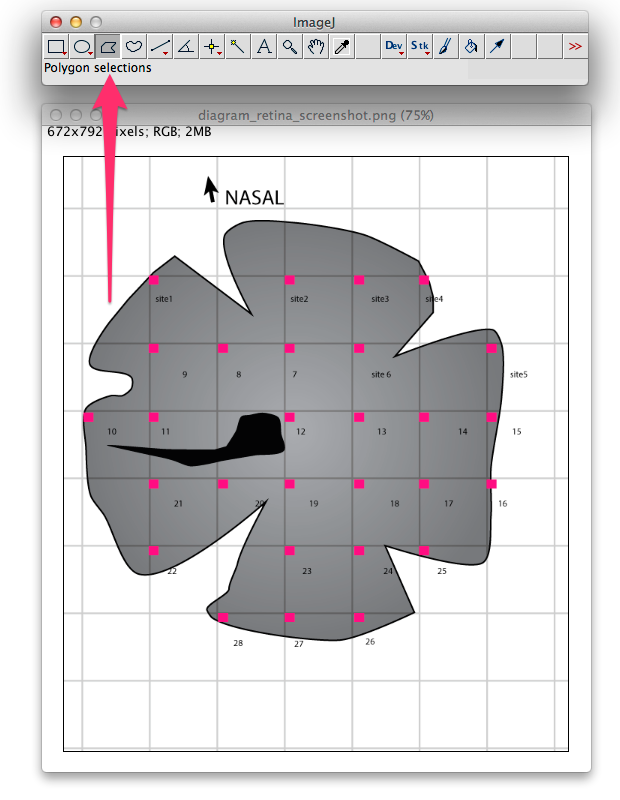 ImageJ
A
Dev Stk >>
Polygon selections
diagram_retina_screenshot.png (75%)
ixels; RGB; 2MB
672x792
NASAL
site1 site2 site3 site4
9 8 7 site 6 site5
10 11 12 13 14 15
21 20 19 18 17 16
22 23 24 25
28 27 26